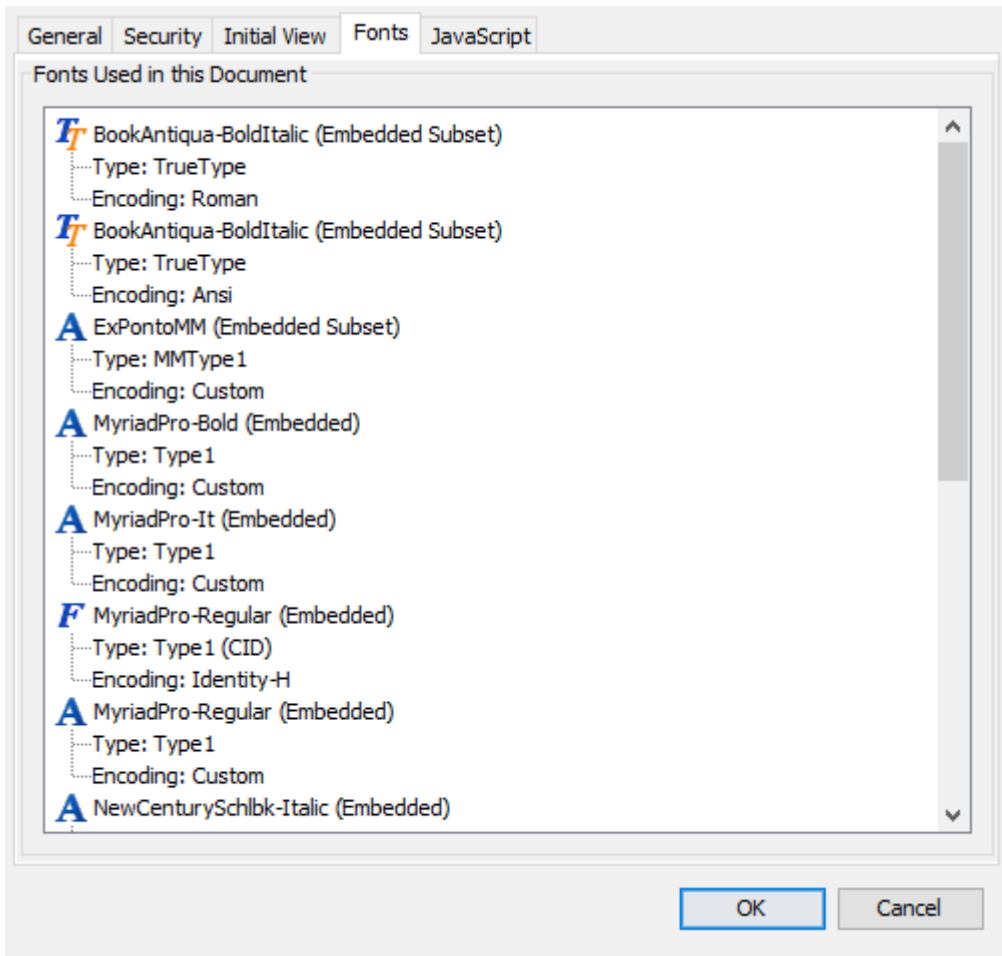 General Security Initial View Fonts JavaScript
Fonts Used in this Document
BookAntiqua-BoldItalic (Embedded Subset)
Type: TrueType
Encoding: Roman
BookAntiqua-BoldItalic (Embedded Subset)
Type: TrueType
Encoding: Ansi
ExPontoMM (Embedded Subset)
Type: MMType1
Encoding: Custom
MyriadPro-Bold (Embedded)
Type: Type1
Encoding: Custom
MyriadPro-It (Embedded)
Type: Type1
Encoding: Custom
MyriadPro-Regular (Embedded)
Type: Type1 (CID)
Encoding: Identity-H
MyriadPro-Regular (Embedded)
Type: Type1
Encoding: Custom
NewCenturySchlbk-Italic (Embedded)
OK Cancel